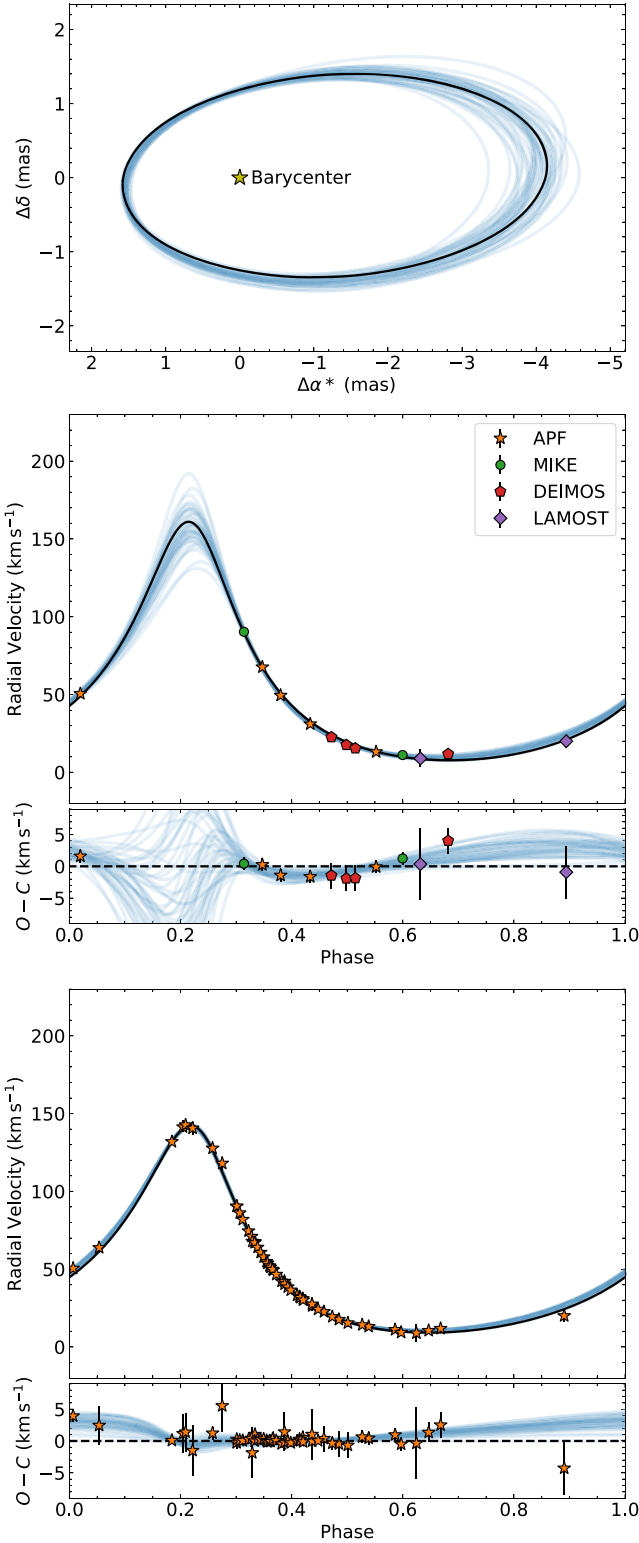 2
1
0
−1
−2
Δδ (mas)
Barycenter
2 1 0 −1 −2 −3 −4 −5
Δα* (mas)
200
150
100
50
0
Radial Velocity (km s⁻¹)
APF
MIKE
DEIMOS
LAMOST
5
0
−5
O − C (km s⁻¹)
0.0 0.2 0.4 0.6 0.8 1.0
Phase
200
150
100
50
0
Radial Velocity (km s⁻¹)
5
0
−5
O − C (km s⁻¹)
0.0 0.2 0.4 0.6 0.8 1.0
Phase